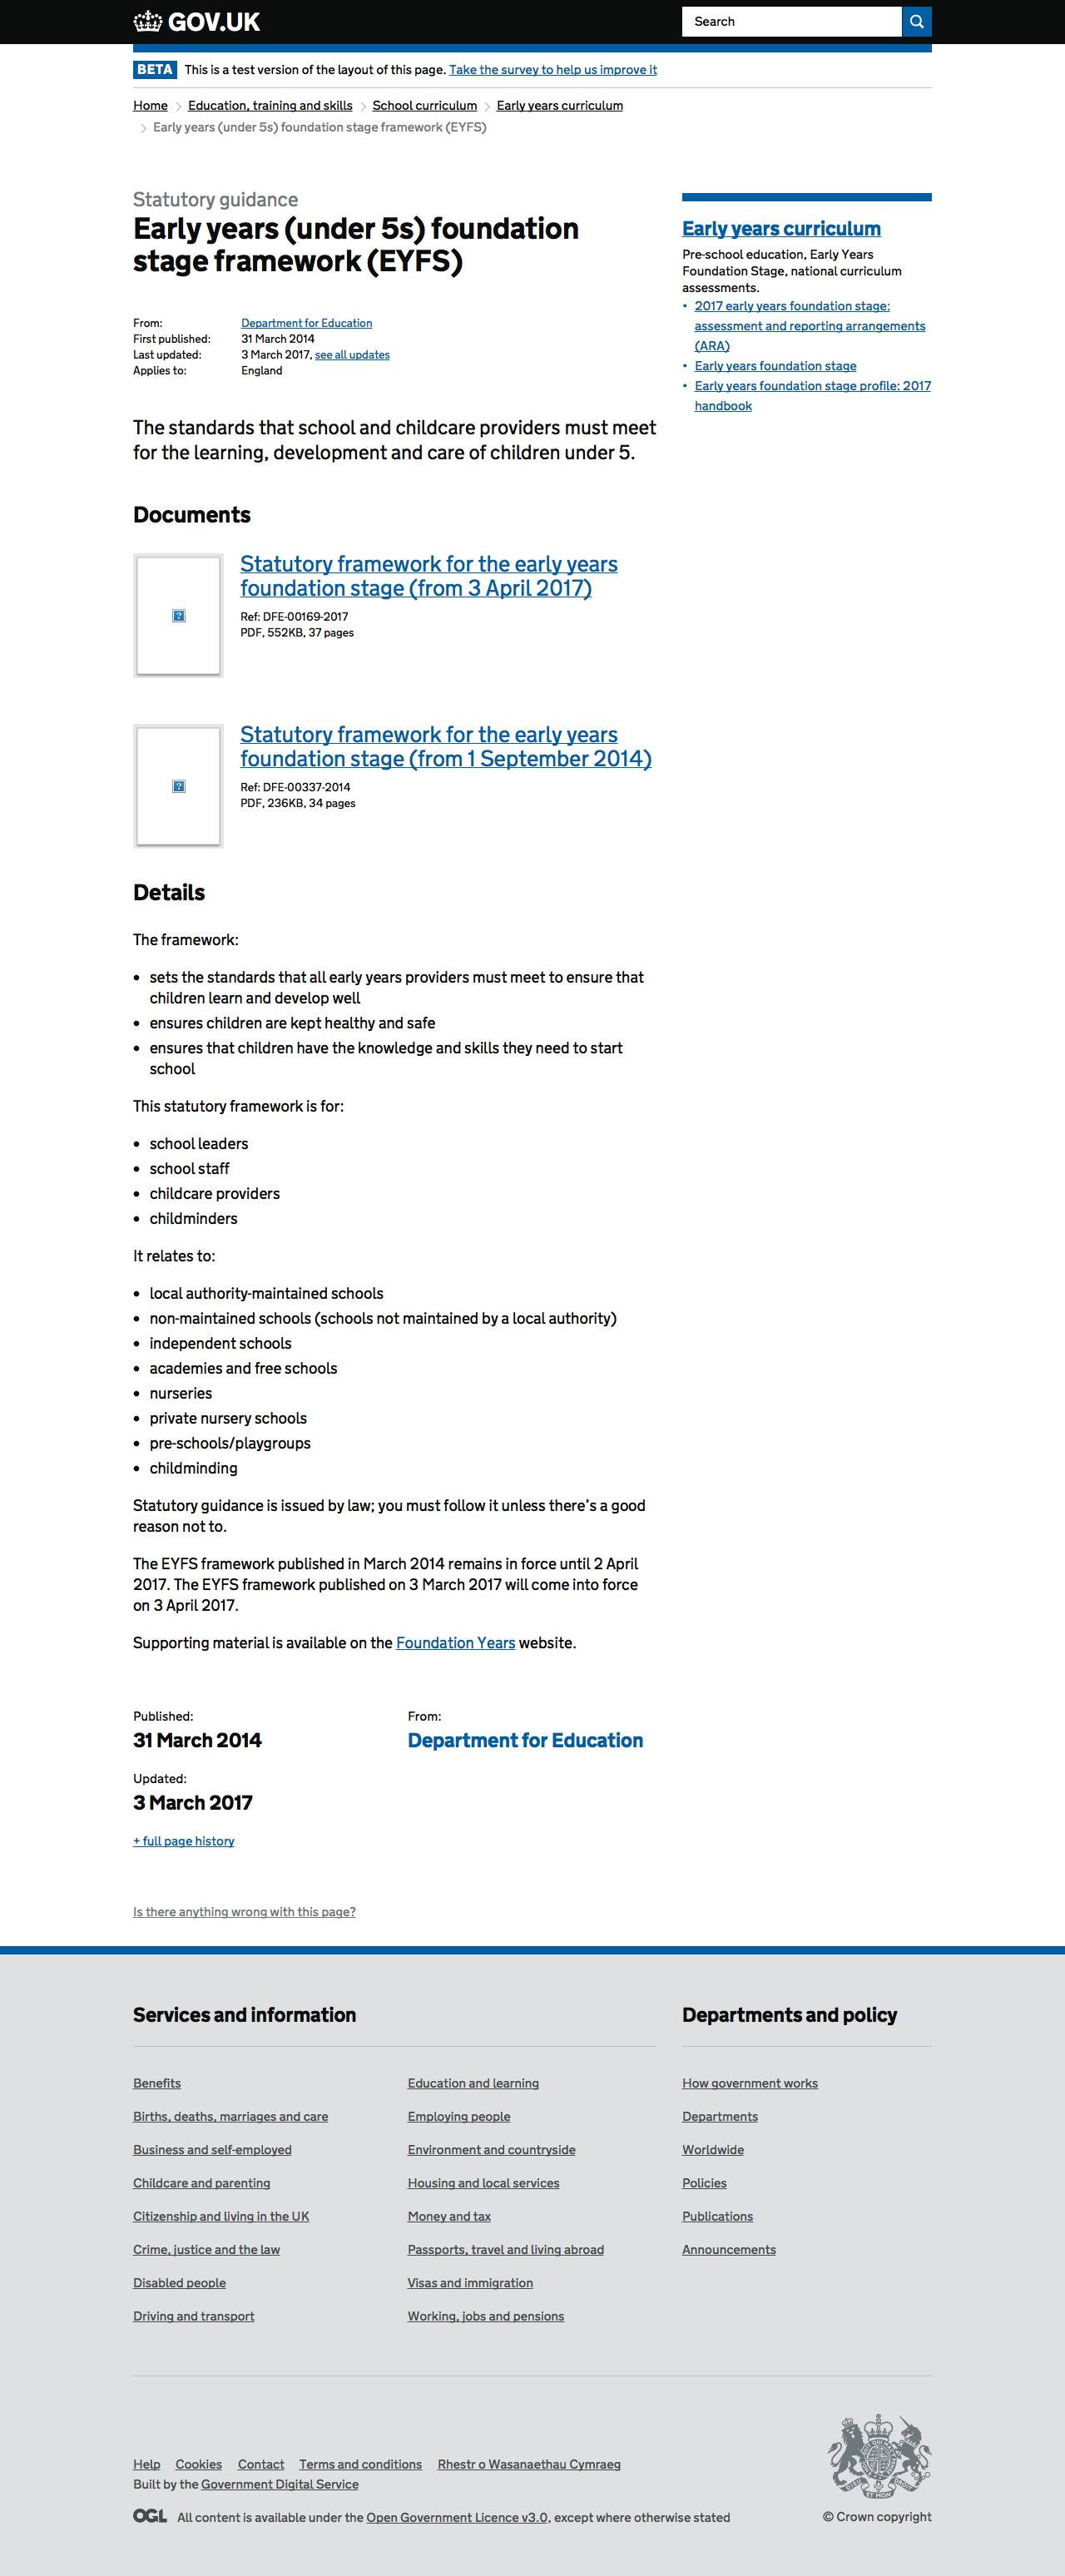 GOV.UK
Search
BETA This is a test version of the layout of this page. Take the survey to help us improve it
Home
Education, training and skills
School curriculum
Early years curriculum
Early years (under 5s) foundation stage framework (EYFS)
Statutory guidance
Early years (under 5s) foundation
stage framework (EYFS)
From: Department for Education
First published: 31 March 2014
Last updated: 3 March 2017, see all updates
Applies to: England
Early years curriculum
Pre-school education, Early Years
Foundation Stage, national curriculum
assessments.
• 2017 early years foundation stage:
assessment and reporting arrangements
(ARA)
• Early years foundation stage
• Early years foundation stage profile: 2017
handbook
The standards that school and childcare providers must meet
for the learning, development and care of children under 5.
Documents
Statutory framework for the early years
foundation stage (from 3 April 2017)
Ref: DFE-00169-2017
PDF, 552KB, 37 pages
Statutory framework for the early years
foundation stage (from 1 September 2014)
Ref: DFE-00337-2014
PDF, 236KB, 34 pages
Details
The framework:
• sets the standards that all early years providers must meet to ensure that
children learn and develop well
• ensures children are kept healthy and safe
• ensures that children have the knowledge and skills they need to start
school
This statutory framework is for:
• school leaders
• school staff
• childcare providers
• childminders
It relates to:
• local authority-maintained schools
• non-maintained schools (schools not maintained by a local authority)
• independent schools
• academies and free schools
• nurseries
• private nursery schools
• pre-schools/playgroups
• childminding
Statutory guidance is issued by law; you must follow it unless there's a good
reason not to.
The EYFS framework published in March 2014 remains in force until 2 April
2017. The EYFS framework published on 3 March 2017 will come into force
on 3 April 2017.
Supporting material is available on the Foundation Years website.
Published:
31 March 2014
From:
Department for Education
Updated:
3 March 2017
+ full page history
Is there anything wrong with this page?
Services and information
Benefits
Births, deaths, marriages and care
Business and self-employed
Childcare and parenting
Citizenship and living in the UK
Crime, justice and the law
Disabled people
Driving and transport
Education and learning
Employing people
Environment and countryside
Housing and local services
Money and tax
Passports, travel and living abroad
Visas and immigration
Working, jobs and pensions
Departments and policy
How government works
Departments
Worldwide
Policies
Publications
Announcements
Help Cookies Contact Terms and conditions Rhestr o Wasanaethau Cymraeg
Built by the Government Digital Service
OGL All content is available under the Open Government Licence v3.0, except where otherwise stated
© Crown copyright